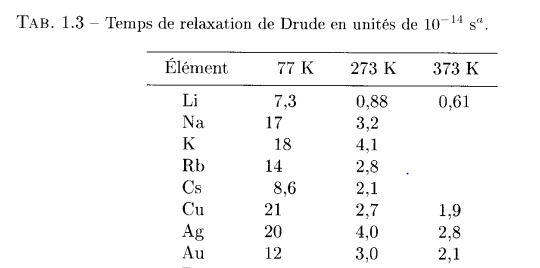 TAB. 1.3 – Temps de relaxation de Drude en unités de 10⁻¹⁴ sᵃ.
Élément 77 K 273 K 373 K
Li 7,3 0,88 0,61
Na 17 3,2
K 18 4,1
Rb 14 2,8
Cs 8,6 2,1
Cu 21 2,7 1,9
Ag 20 4,0 2,8
Au 12 3,0 2,1